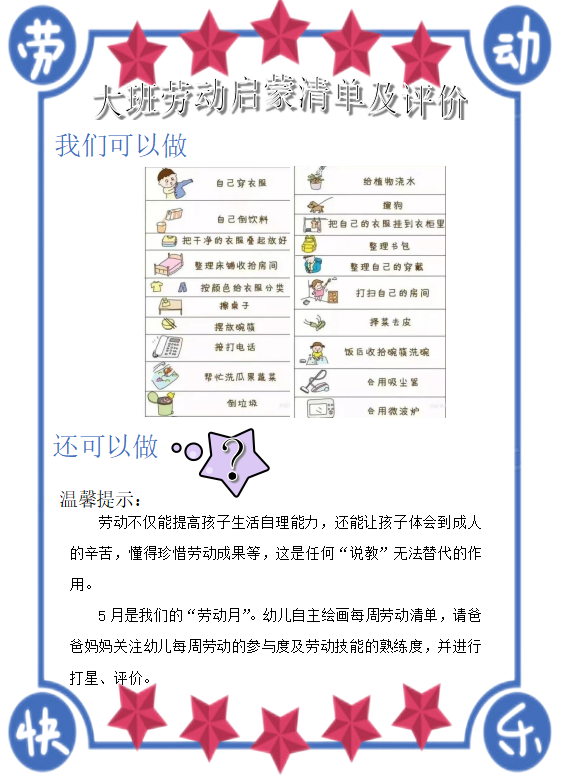 劳 动
大班劳动启蒙清单及评价
我们可以做
自己穿衣服
自己倒饮料
把干净的衣服叠起放好
整理床铺收拾房间
按颜色给衣服分类
擦桌子
摆放碗筷
接打电话
帮忙洗瓜果蔬菜
倒垃圾
给植物浇水
遛狗
把自己的衣服挂到衣柜里
整理书包
整理自己的穿戴
打扫自己的房间
择菜去皮
饭后收拾碗筷洗碗
会用吸尘器
会用微波炉
还可以做
?
温馨提示：
劳动不仅能提高孩子生活自理能力，还能让孩子体会到成人
的辛苦，懂得珍惜劳动成果等，这是任何“说教”无法替代的作
用。
5月是我们的“劳动月”。幼儿自主绘画每周劳动清单，请爸
爸妈妈关注幼儿每周劳动的参与度及劳动技能的熟练度，并进行
打星、评价。
快 乐